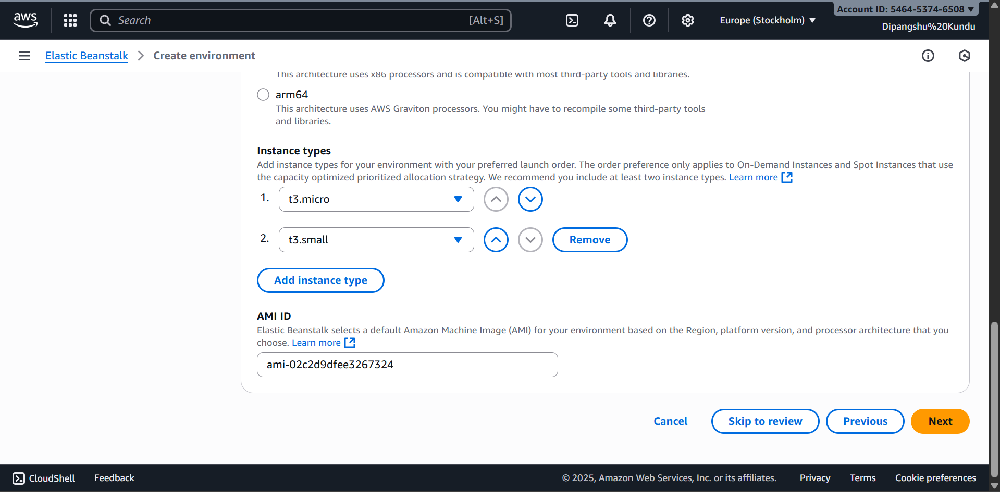 aws
Search
[Alt+S]
Europe (Stockholm)
Account ID: 5464-5374-6508
Dipangshu%20Kundu
Elastic Beanstalk
Create environment
This architecture uses x86 processors and is compatible with most third-party tools and libraries.
arm64
This architecture uses AWS Graviton processors. You might have to recompile some third-party tools
and libraries.
Instance types
Add instance types for your environment with your preferred launch order. The order preference only applies to On-Demand Instances and Spot Instances that use
the capacity optimized prioritized allocation strategy. We recommend you include at least two instance types. Learn more
1. t3.micro
2. t3.small
Remove
Add instance type
AMI ID
Elastic Beanstalk selects a default Amazon Machine Image (AMI) for your environment based on the Region, platform version, and processor architecture that you
choose. Learn more
ami-02c2d9dfee3267324
Cancel
Skip to review
Previous
Next
CloudShell
Feedback
© 2025, Amazon Web Services, Inc. or its affiliates.
Privacy
Terms
Cookie preferences